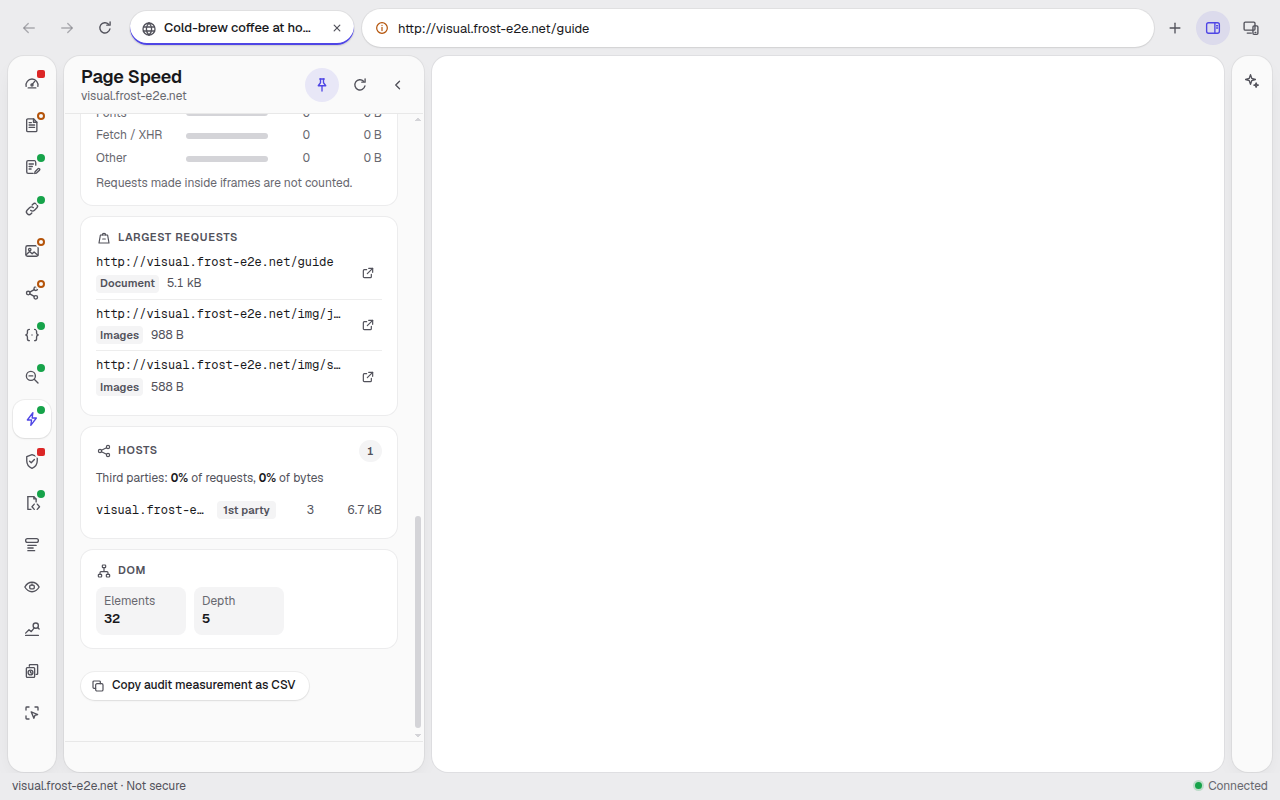 Cold-brew coffee at ho...
http://visual.frost-e2e.net/guide
Page Speed
visual.frost-e2e.net
Fonts 0 0 B
Fetch / XHR 0 0 B
Other 0 0 B
Requests made inside iframes are not counted.
LARGEST REQUESTS
http://visual.frost-e2e.net/guide
Document 5.1 kB
http://visual.frost-e2e.net/img/j…
Images 988 B
http://visual.frost-e2e.net/img/s…
Images 588 B
HOSTS 1
Third parties: 0% of requests, 0% of bytes
visual.frost-e… 1st party 3 6.7 kB
DOM
Elements Depth
32 5
Copy audit measurement as CSV
visual.frost-e2e.net · Not secure
Connected